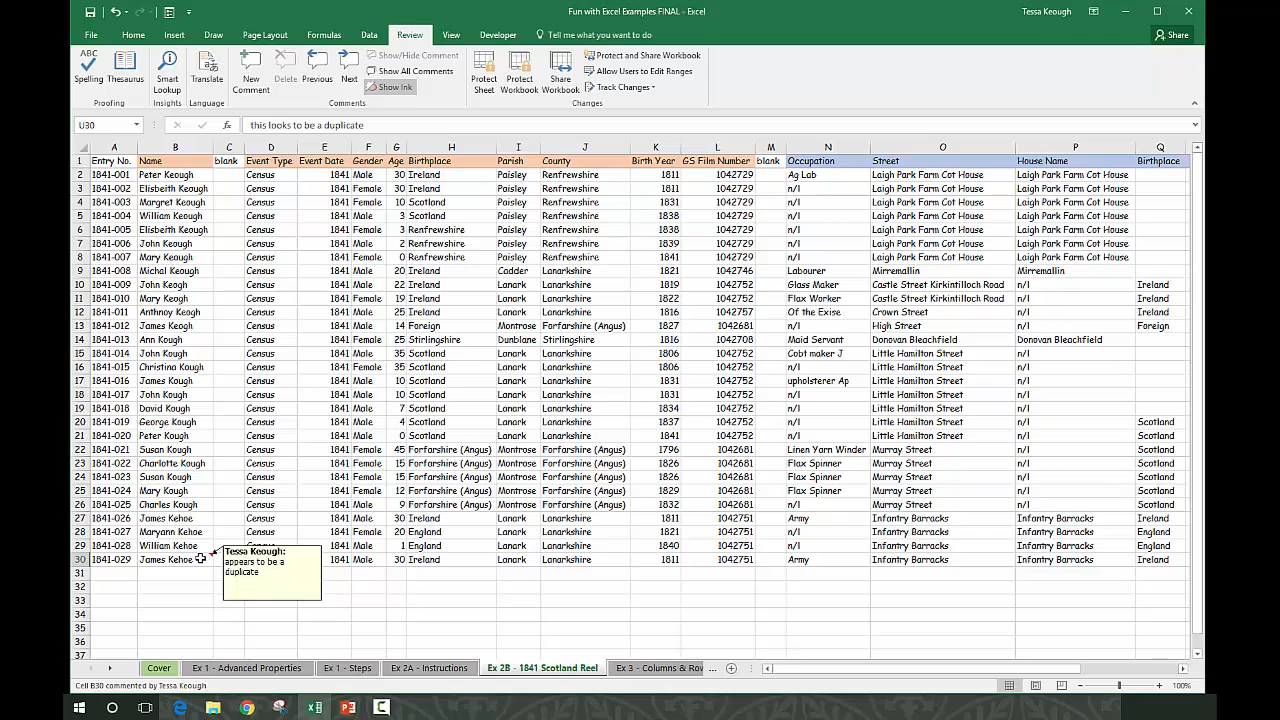 Fun with Excel Examples FINAL - Excel
Tessa Keough
File Home Insert Draw Page Layout Formulas Data Review View Developer Tell me what you want to do Share
ABC
Spelling Thesaurus Smart Lookup Translate New Comment Delete Previous Next Show/Hide Comment Show All Comments Show Ink Protect Sheet Protect Workbook Share Workbook Protect and Share Workbook Allow Users to Edit Ranges Track Changes
Proofing Insights Language Comments Changes
U30 fx this looks to be a duplicate
A B C D E F G H I J K L M N O P Q
1 Entry No. Name blank Event Type Event Date Gender Age Birthplace Parish County Birth Year GS Film Number blank Occupation Street House Name Birthplace
2 1841-001 Peter Keough Census 1841 Male 30 Ireland Paisley Renfrewshire 1811 1042729 Ag Lab Laigh Park Farm Cot House Laigh Park Farm Cot House
3 1841-002 Elisbeith Keough Census 1841 Female 30 Ireland Paisley Renfrewshire 1811 1042729 n/l Laigh Park Farm Cot House Laigh Park Farm Cot House
4 1841-003 Margret Keough Census 1841 Female 10 Scotland Paisley Renfrewshire 1831 1042729 n/l Laigh Park Farm Cot House Laigh Park Farm Cot House
5 1841-004 William Keough Census 1841 Male 3 Scotland Paisley Renfrewshire 1838 1042729 n/l Laigh Park Farm Cot House Laigh Park Farm Cot House
6 1841-005 Elisbeith Keough Census 1841 Female 3 Renfrewshire Paisley Renfrewshire 1838 1042729 n/l Laigh Park Farm Cot House Laigh Park Farm Cot House
7 1841-006 John Keough Census 1841 Male 2 Renfrewshire Paisley Renfrewshire 1839 1042729 n/l Laigh Park Farm Cot House Laigh Park Farm Cot House
8 1841-007 Mary Keough Census 1841 Female 0 Renfrewshire Paisley Renfrewshire 1841 1042729 n/l Laigh Park Farm Cot House Laigh Park Farm Cot House
9 1841-008 Michal Keough Census 1841 Male 20 Ireland Cadder Lanarkshire 1821 1042746 Labourer Mirremallin Mirremallin
10 1841-009 John Keogh Census 1841 Male 22 Ireland Lanark Lanarkshire 1819 1042752 Glass Maker Castle Street Kirkintilloch Road n/l Ireland
11 1841-010 Mary Keogh Census 1841 Female 19 Ireland Lanark Lanarkshire 1822 1042752 Flax Worker Castle Street Kirkintilloch Road n/l Ireland
12 1841-011 Anthnoy Keogh Census 1841 Male 25 Ireland Lanark Lanarkshire 1816 1042757 Of the Exise Crown Street n/l Ireland
13 1841-012 James Keogh Census 1841 Male 14 Foreign Montrose Forfarshire (Angus) 1827 1042681 n/l High Street n/l Foreign
14 1841-013 Ann Kough Census 1841 Female 25 Stirlingshire Dunblane Stirlingshire 1816 1042708 Maid Servant Donovan Bleachfield Donovan Bleachfield
15 1841-014 John Kough Census 1841 Male 35 Scotland Lanark Lanarkshire 1806 1042752 Cobt maker J Little Hamilton Street n/l
16 1841-015 Christina Kough Census 1841 Female 35 Scotland Lanark Lanarkshire 1806 1042752 n/l Little Hamilton Street n/l
17 1841-016 James Kough Census 1841 Male 10 Scotland Lanark Lanarkshire 1831 1042752 upholsterer Ap Little Hamilton Street n/l
18 1841-017 John Kough Census 1841 Male 10 Scotland Lanark Lanarkshire 1831 1042752 n/l Little Hamilton Street n/l
19 1841-018 David Kough Census 1841 Male 7 Scotland Lanark Lanarkshire 1834 1042752 n/l Little Hamilton Street n/l
20 1841-019 George Kough Census 1841 Male 4 Scotland Lanark Lanarkshire 1837 1042752 n/l Little Hamilton Street n/l Scotland
21 1841-020 Peter Kough Census 1841 Male 0 Scotland Lanark Lanarkshire 1841 1042752 n/l Little Hamilton Street n/l Scotland
22 1841-021 Susan Kough Census 1841 Female 45 Forfarshire (Angus) Montrose Forfarshire (Angus) 1796 1042681 Linen Yarn Winder Murray Street n/l Scotland
23 1841-022 Charlotte Kough Census 1841 Female 15 Forfarshire (Angus) Montrose Forfarshire (Angus) 1826 1042681 Flax Spinner Murray Street n/l Scotland
24 1841-023 Susan Kough Census 1841 Female 15 Forfarshire (Angus) Montrose Forfarshire (Angus) 1826 1042681 Flax Spinner Murray Street n/l Scotland
25 1841-024 Mary Kough Census 1841 Female 12 Forfarshire (Angus) Montrose Forfarshire (Angus) 1829 1042681 Flax Spinner Murray Street n/l Scotland
26 1841-025 Charles Kough Census 1841 Male 9 Forfarshire (Angus) Montrose Forfarshire (Angus) 1832 1042681 n/l Murray Street n/l Scotland
27 1841-026 James Kehoe Census 1841 Male 30 Ireland Lanark Lanarkshire 1811 1042751 Army Infantry Barracks Infantry Barracks Ireland
28 1841-027 Maryann Kehoe Census 1841 Female 20 England Lanark Lanarkshire 1821 1042751 n/l Infantry Barracks Infantry Barracks England
29 1841-028 William Kehoe 1841 Male 1 England Lanark Lanarkshire 1840 1042751 n/l Infantry Barracks Infantry Barracks England
30 1841-029 James Kehoe 1841 Male 30 Ireland Lanark Lanarkshire 1811 1042751 Army Infantry Barracks Infantry Barracks Ireland
Tessa Keough:
appears to be a
duplicate
31
32
33
34
35
36
37
Cover Ex 1 - Advanced Properties Ex 1 - Steps Ex 2A - Instructions Ex 2B - 1841 Scotland Reel Ex 3 - Columns & Rov ...
Cell B30 commented by Tessa Keough 100%